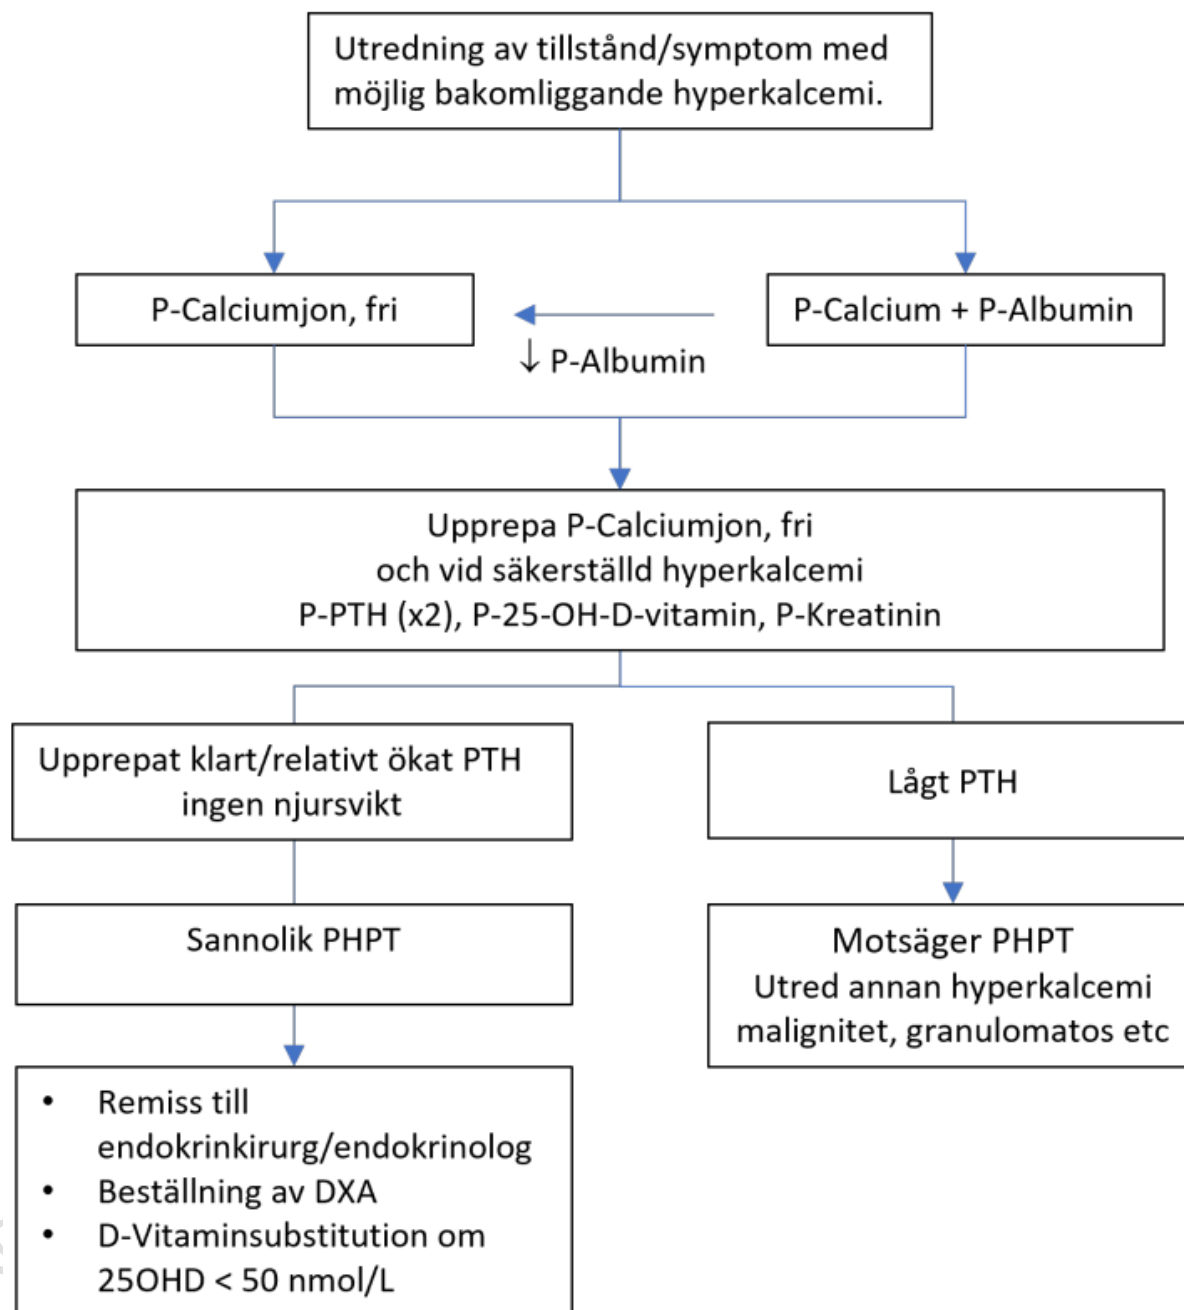 Utredning av tillstånd/symptom med
möjlig bakomliggande hyperkalcemi.
P-Calciumjon, fri
↓ P-Albumin
P-Calcium + P-Albumin
Upprepa P-Calciumjon, fri
och vid säkerställd hyperkalcemi
P-PTH (x2), P-25-OH-D-vitamin, P-Kreatinin
Upprepat klart/relativt ökat PTH
ingen njursvikt
Lågt PTH
Sannolik PHPT
Motsäger PHPT
Utred annan hyperkalcemi
malignitet, granulomatos etc
• Remiss till
endokrinkirurg/endokrinolog
• Beställning av DXA
• D-Vitaminsubstitution om
25OHD < 50 nmol/L